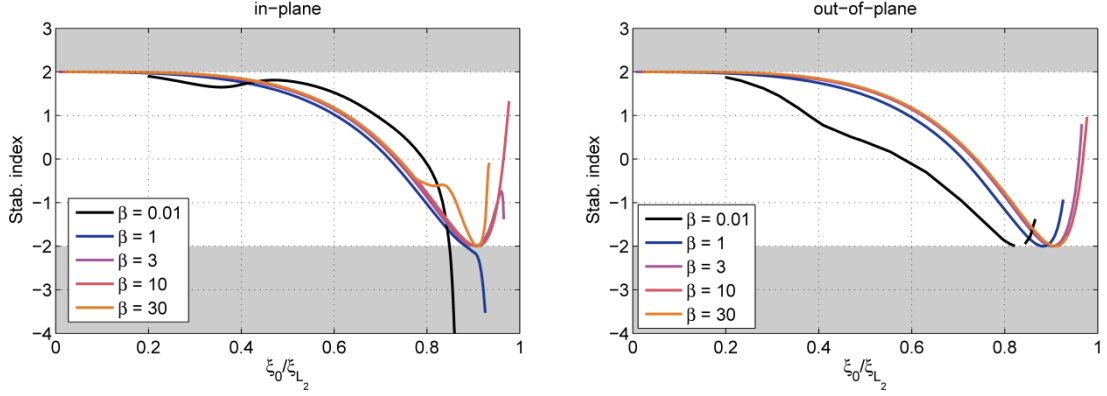 in-plane
3
2
1
0
−1
−2
−3
−4
Stab. index
β = 0.01
β = 1
β = 3
β = 10
β = 30
0 0.2 0.4 0.6 0.8 1
ξ0/ξL2
out-of-plane
3
2
1
0
−1
−2
−3
−4
Stab. index
β = 0.01
β = 1
β = 3
β = 10
β = 30
0 0.2 0.4 0.6 0.8 1
ξ0/ξL2